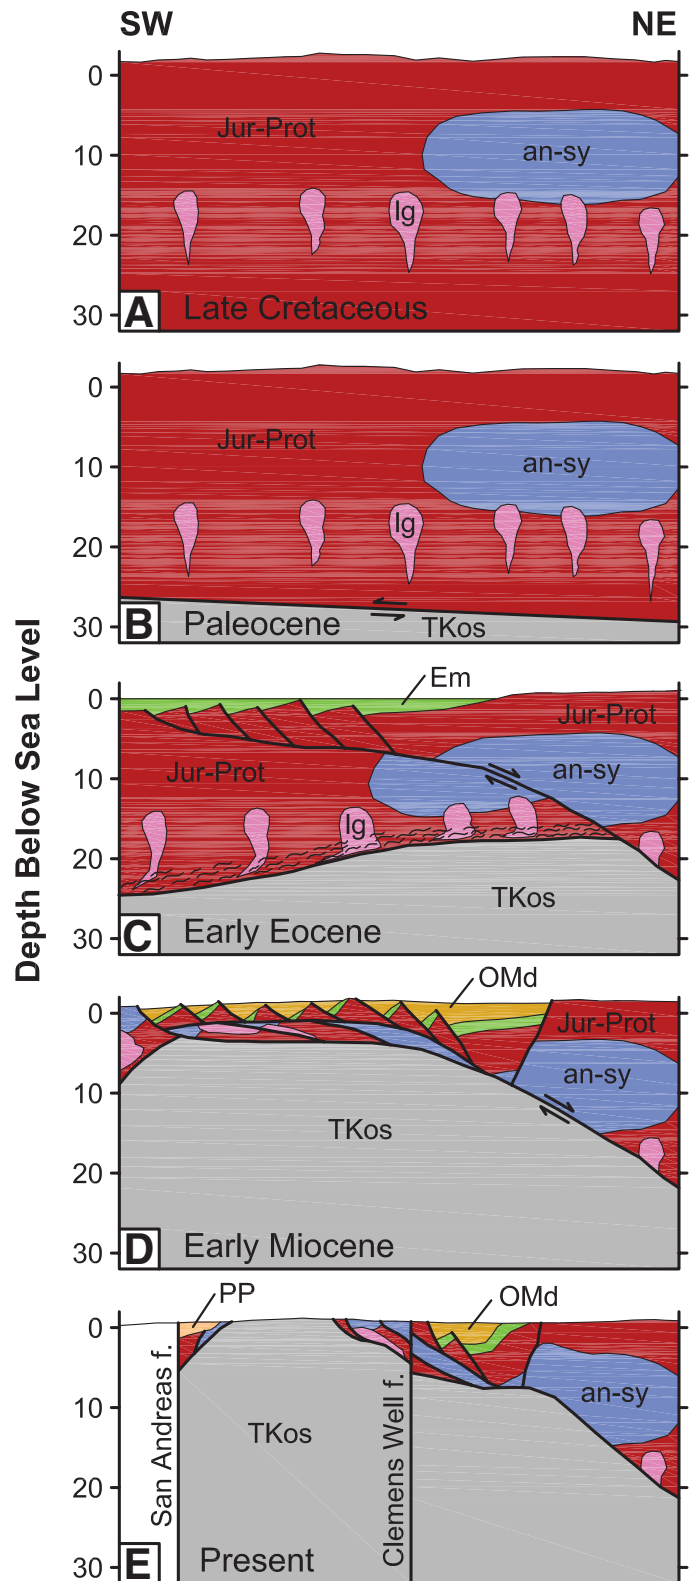 SW
NE
Depth Below Sea Level
0
10
20
30
Jur-Prot
an-sy
Ig
A
Late Cretaceous
0
10
20
30
Jur-Prot
an-sy
Ig
B
Paleocene
TKos
0
10
20
30
Em
Jur-Prot
Jur-Prot
an-sy
Ig
TKos
C
Early Eocene
0
10
20
30
OMd
Jur-Prot
an-sy
TKos
D
Early Miocene
0
10
20
30
PP
OMd
San Andreas f.
TKos
Clemens Well f.
an-sy
E
Present